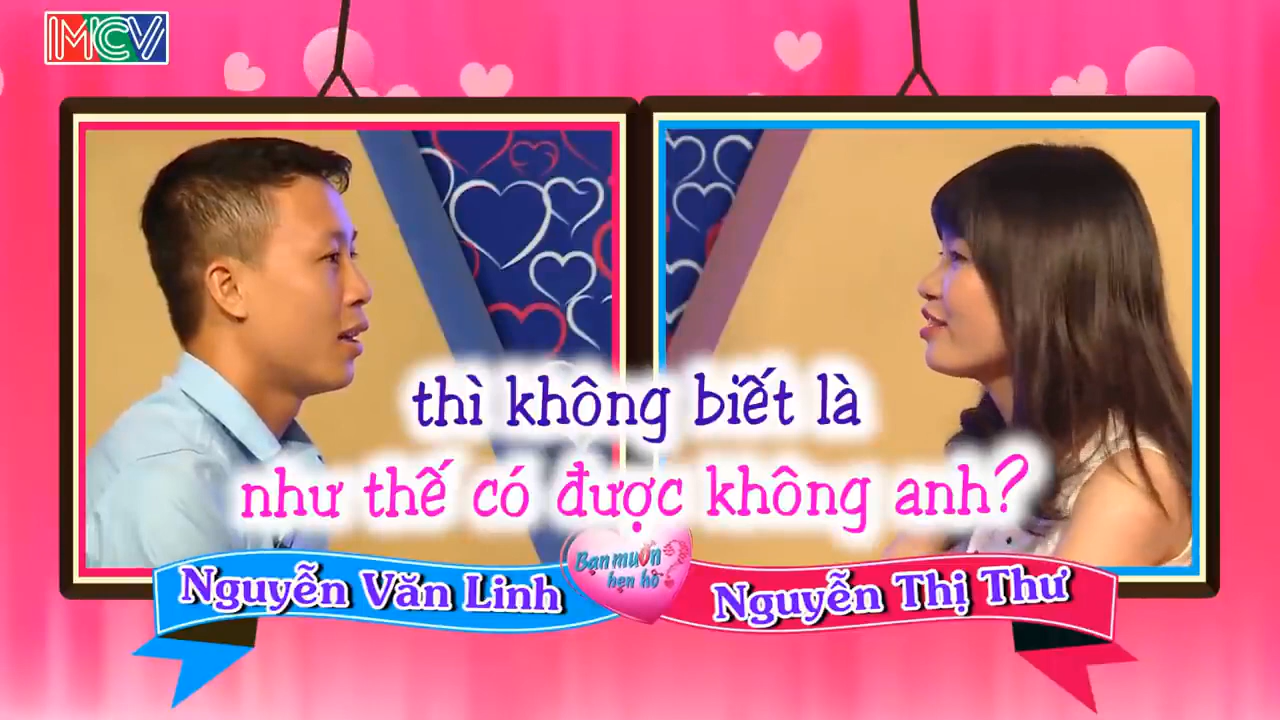 MCV
thì không biết là
như thế có được không anh?
Bạn muốn
hẹn hò
Nguyễn Văn Linh
Nguyễn Thị Thư